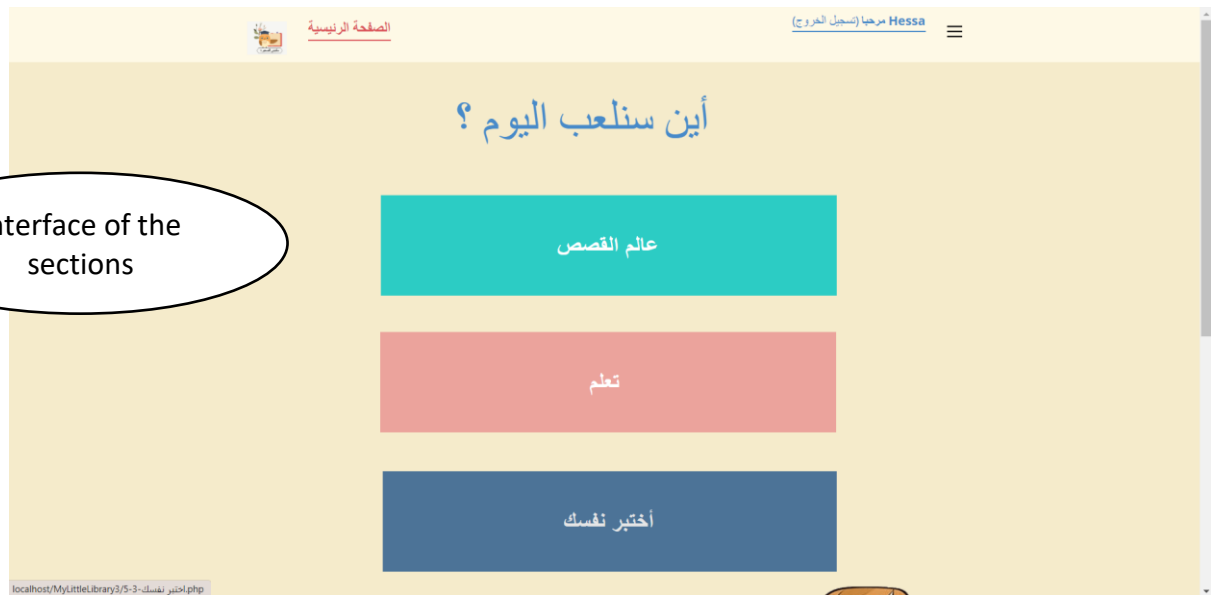 الصفحة الرئيسية
Hessa مرحبا (تسجيل الخروج)
أين سنلعب اليوم ؟
nterface of the
sections
عالم القصص
تعلم
أختبر نفسك
localhost/MyLittleLibrary3/5-3-اختبر نفسك.php